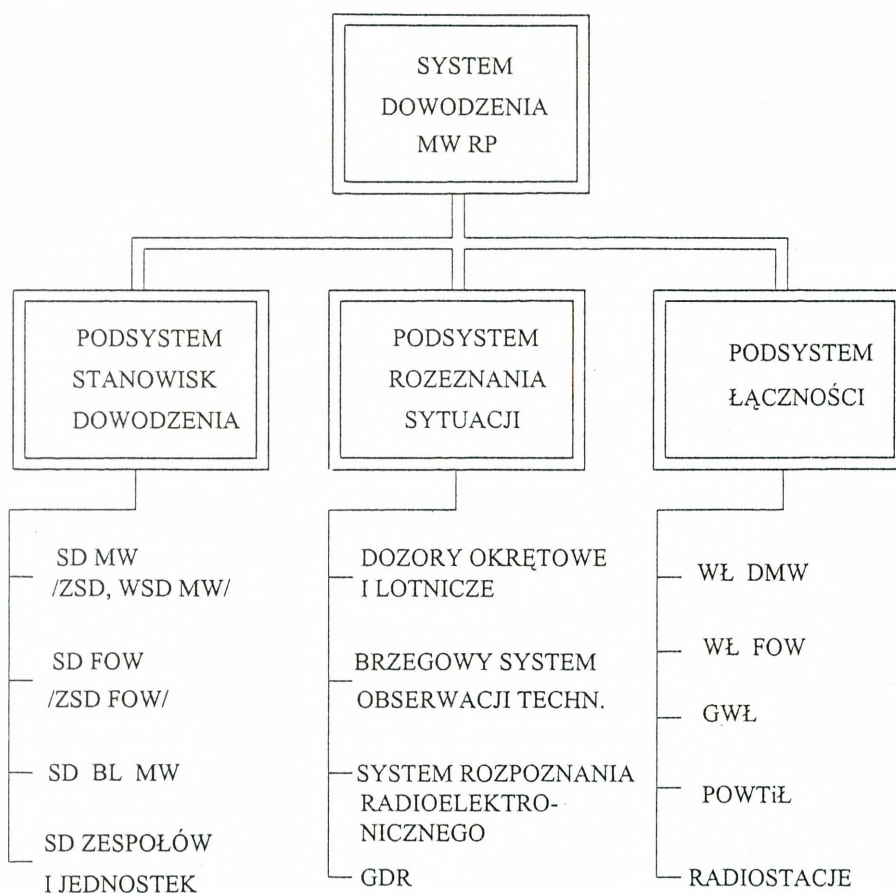 SYSTEM
DOWODZENIA
MW RP
PODSYSTEM
STANOWISK
DOWODZENIA
PODSYSTEM
ROZEZNANIA
SYTUACJI
PODSYSTEM
ŁĄCZNOŚCI
SD MW
/ZSD, WSD MW/
SD FOW
/ZSD FOW/
SD BL MW
SD ZESPOŁÓW
I JEDNOSTEK
DOZORY OKRĘTOWE
I LOTNICZE
BRZEGOWY SYSTEM
OBSERWACJI TECHN.
SYSTEM ROZPOZNANIA
RADIOELEKTRO-
NICZNEGO
GDR
WŁ DMW
WŁ FOW
GWŁ
POWTiŁ
RADIOSTACJE